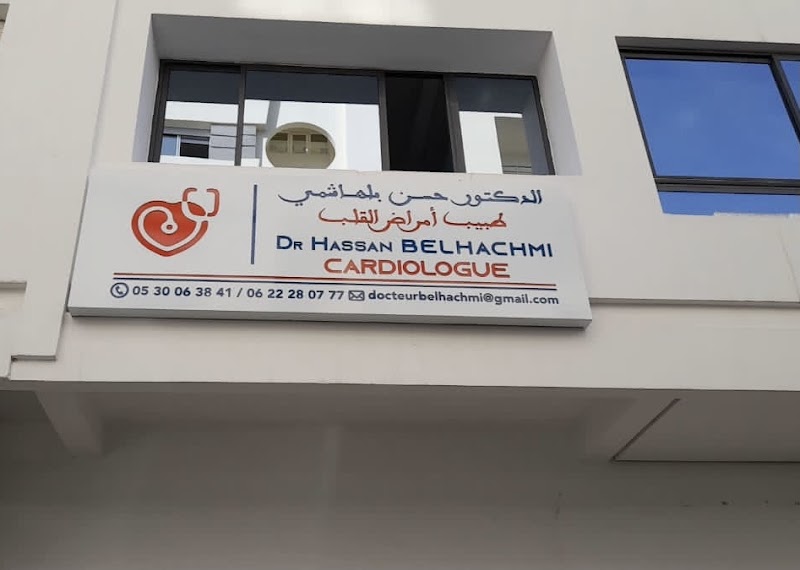 الدكتور حسن بلهاشمي
طبيب أمراض القلب
DR HASSAN BELHACHMI
CARDIOLOGUE
05 30 06 38 41 / 06 22 28 07 77 docteurbelhachmi@gmail.com